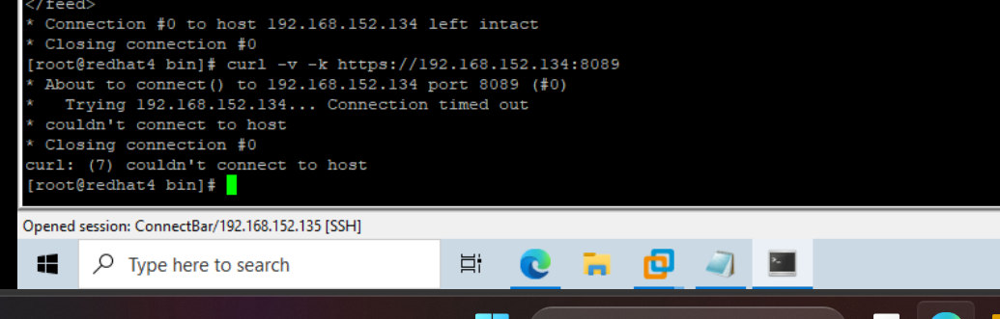 </feed>
* Connection #0 to host 192.168.152.134 left intact
* Closing connection #0
[root@redhat4 bin]# curl -v -k https://192.168.152.134:8089
* About to connect() to 192.168.152.134 port 8089 (#0)
*   Trying 192.168.152.134... Connection timed out
* couldn't connect to host
* Closing connection #0
curl: (7) couldn't connect to host
[root@redhat4 bin]#
Opened session: ConnectBar/192.168.152.135 [SSH]
Type here to search